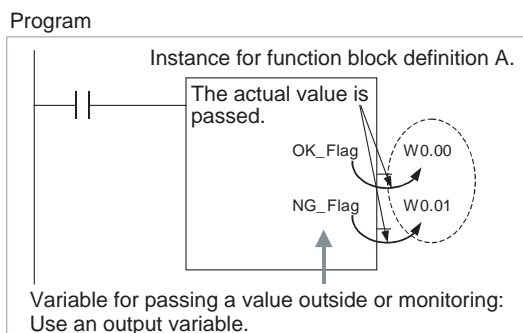 Program
Instance for function block definition A.
The actual value is
passed.
OK_Flag W0.00
NG_Flag W0.01
Variable for passing a value outside or monitoring:
Use an output variable.